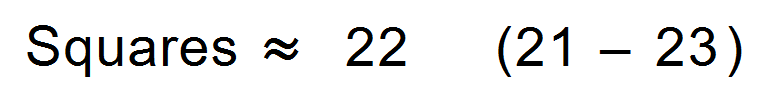 Squares ≈ 22 (21 – 23)